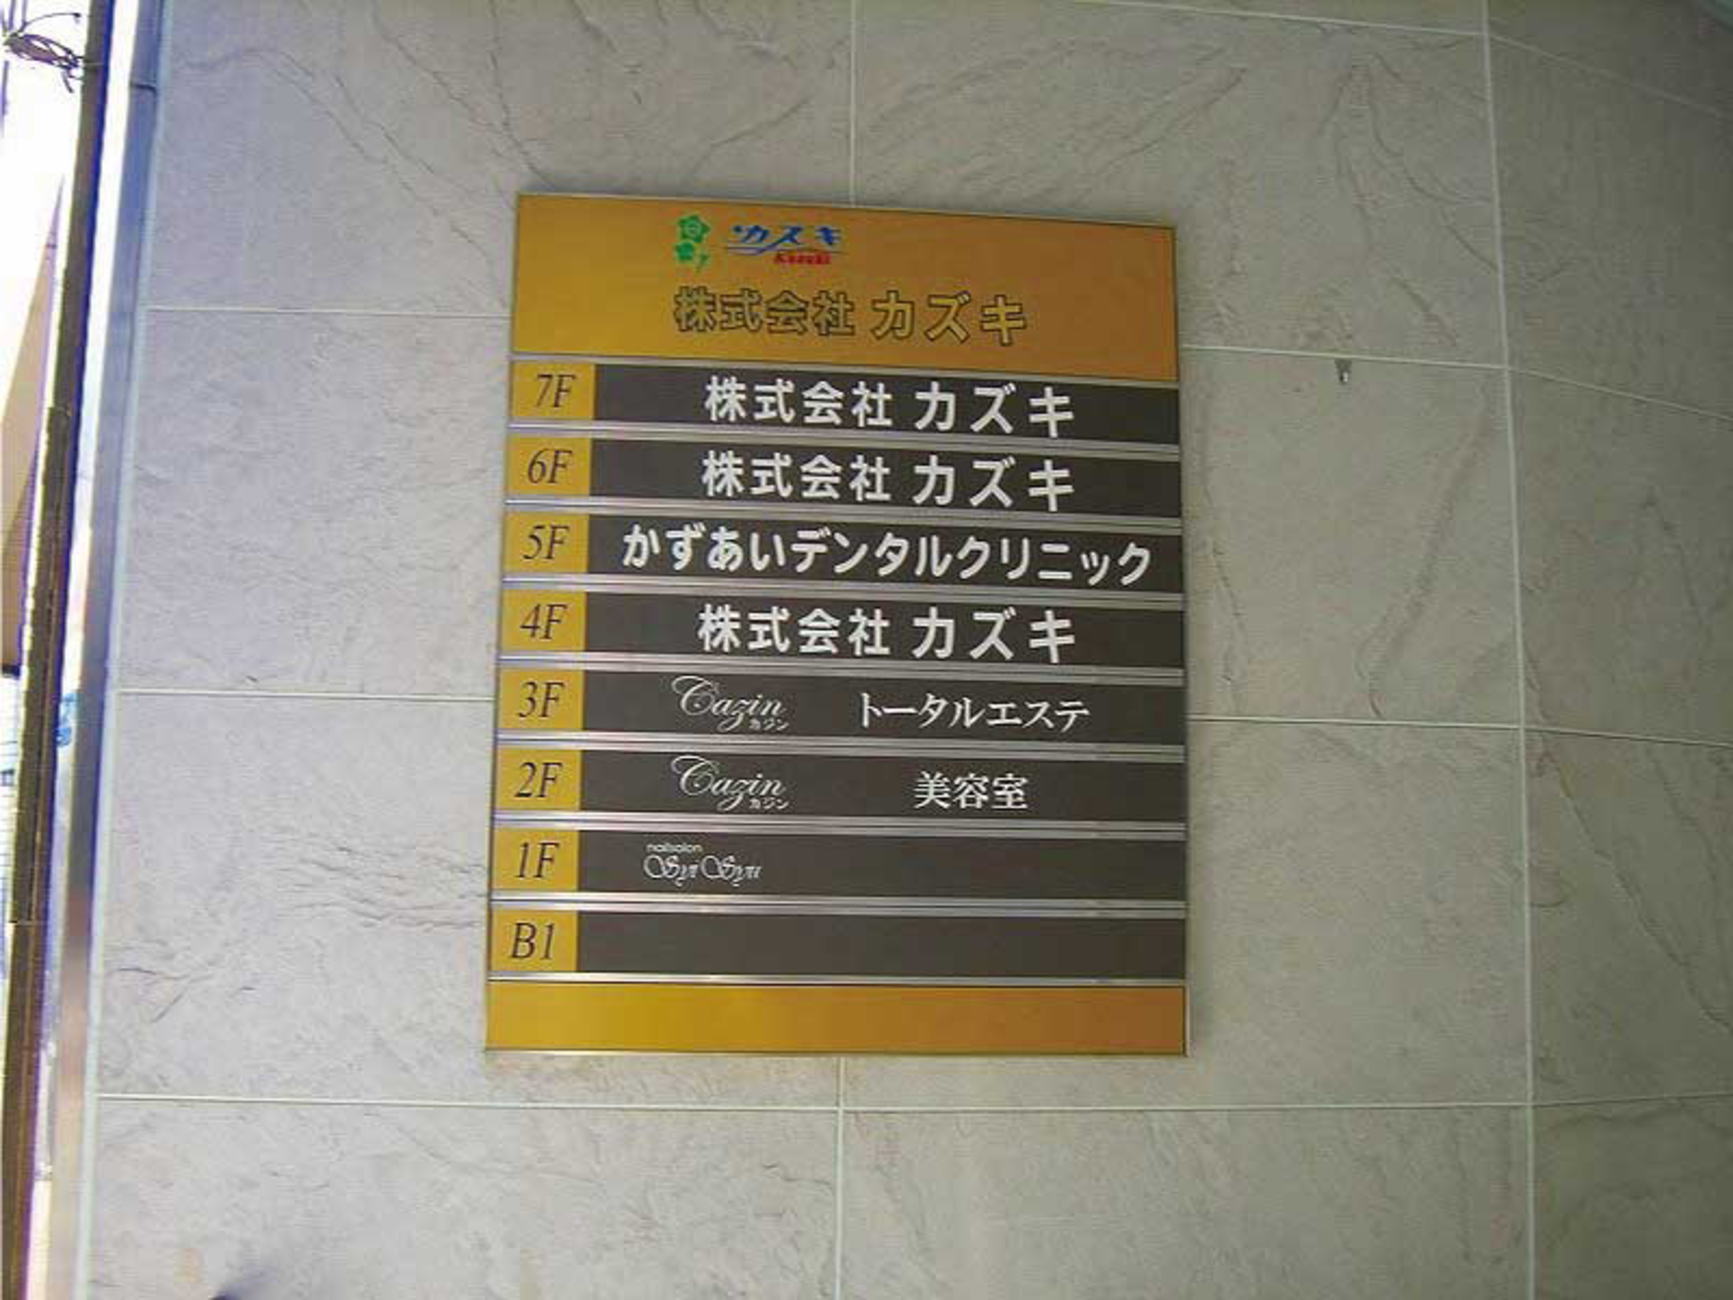 カズキ
株式会社 カズキ
7F 株式会社 カズキ
6F 株式会社 カズキ
5F かずあいデンタルクリニック
4F 株式会社 カズキ
3F Cazin カジン トータルエステ
2F Cazin カジン 美容室
1F nailsalon Syu Syu
B1